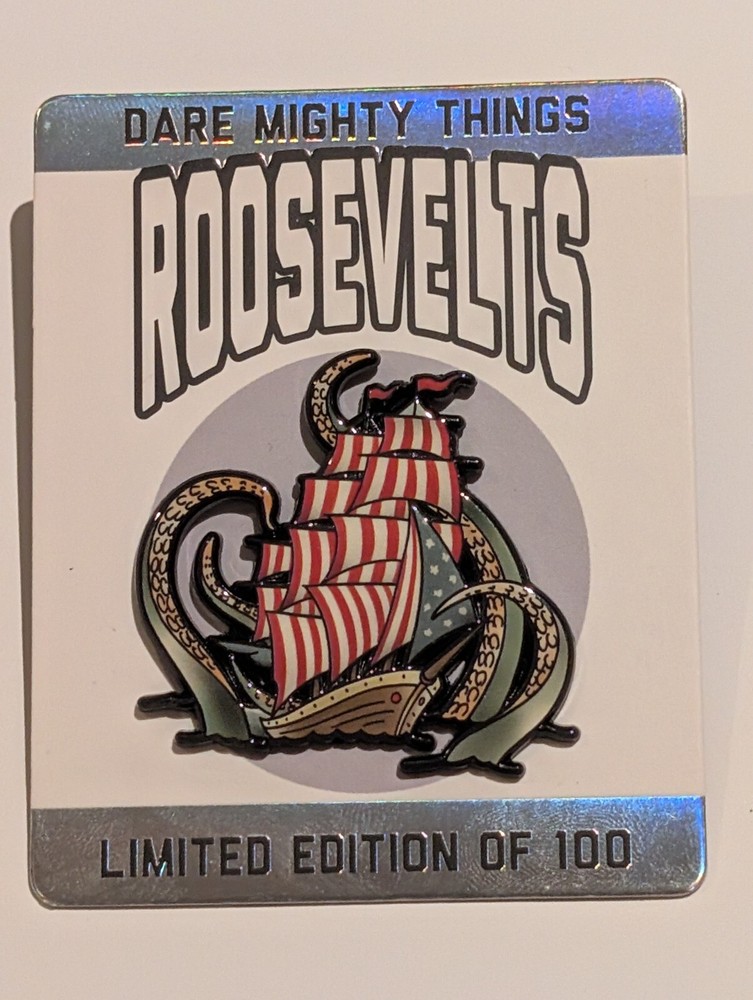 DARE MIGHTY THINGS
ROOSEVELTS
LIMITED EDITION OF 100